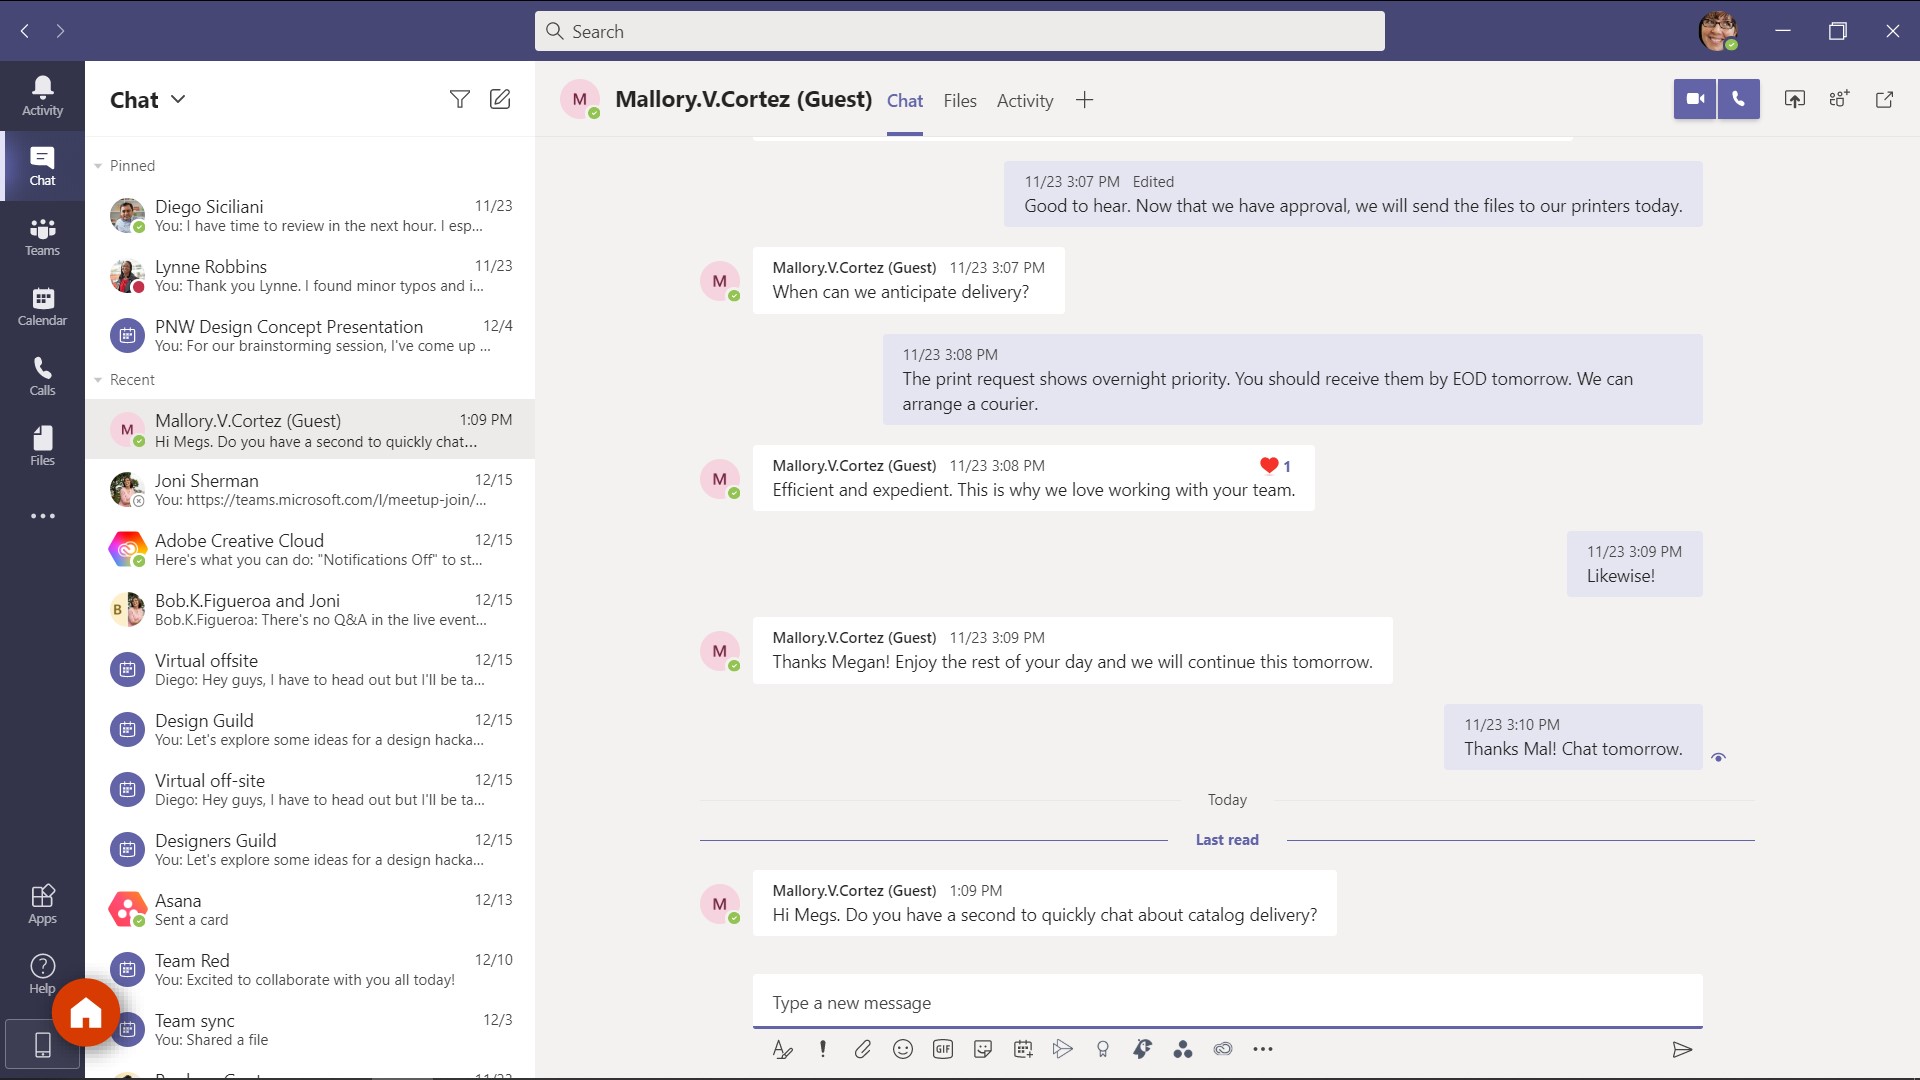 Search
Activity
Chat
Teams
Calendar
Calls
Files
Apps
Help
Chat
Pinned
Diego Siciliani 11/23
You: I have time to review in the next hour. I esp...
Lynne Robbins 11/23
You: Thank you Lynne. I found minor typos and i...
PNW Design Concept Presentation 12/4
You: For our brainstorming session, I've come up ...
Recent
M Mallory.V.Cortez (Guest) 1:09 PM
Hi Megs. Do you have a second to quickly chat...
Joni Sherman 12/15
You: https://teams.microsoft.com/l/meetup-join/...
Adobe Creative Cloud 12/15
Here's what you can do: "Notifications Off" to st...
B Bob.K.Figueroa and Joni 12/15
Bob.K.Figueroa: There's no Q&A in the live event...
Virtual offsite 12/15
Diego: Hey guys, I have to head out but I'll be ta...
Design Guild 12/15
You: Let's explore some ideas for a design hacka...
Virtual off-site 12/15
Diego: Hey guys, I have to head out but I'll be ta...
Designers Guild 12/15
You: Let's explore some ideas for a design hacka...
Asana 12/13
Sent a card
Team Red 12/10
You: Excited to collaborate with you all today!
Team sync 12/3
You: Shared a file
M Mallory.V.Cortez (Guest) Chat Files Activity
11/23 3:07 PM Edited
Good to hear. Now that we have approval, we will send the files to our printers today.
M Mallory.V.Cortez (Guest) 11/23 3:07 PM
When can we anticipate delivery?
11/23 3:08 PM
The print request shows overnight priority. You should receive them by EOD tomorrow. We can
arrange a courier.
M Mallory.V.Cortez (Guest) 11/23 3:08 PM 1
Efficient and expedient. This is why we love working with your team.
11/23 3:09 PM
Likewise!
M Mallory.V.Cortez (Guest) 11/23 3:09 PM
Thanks Megan! Enjoy the rest of your day and we will continue this tomorrow.
11/23 3:10 PM
Thanks Mal! Chat tomorrow.
Today
Last read
M Mallory.V.Cortez (Guest) 1:09 PM
Hi Megs. Do you have a second to quickly chat about catalog delivery?
Type a new message
GIF